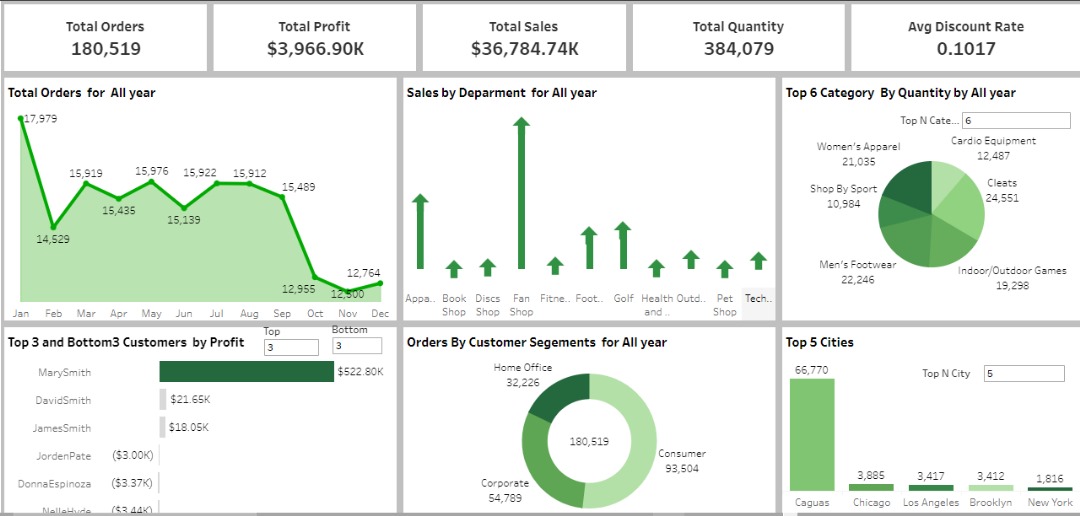 Total Orders
180,519
Total Profit
$3,966.90K
Total Sales
$36,784.74K
Total Quantity
384,079
Avg Discount Rate
0.1017
Total Orders for All year
17,979
14,529
15,919
15,435
15,976
15,139
15,922
15,912
15,489
12,955
12,500
12,764
Jan Feb Mar Apr May Jun Jul Aug Sep Oct Nov Dec
Sales by Deparment for All year
Appa..
Book
Shop
Discs
Shop
Fan
Shop
Fitne..
Foot..
Golf
Health
and ..
Outd..
Pet
Shop
Tech..
Top 6 Category By Quantity by All year
Top N Cate... 6
Women's Apparel
21,035
Cardio Equipment
12,487
Shop By Sport
10,984
Cleats
24,551
Men's Footwear
22,246
Indoor/Outdoor Games
19,298
Top 3 and Bottom3 Customers by Profit
Top
3
Bottom
3
MarySmith $522.80K
DavidSmith $21.65K
JamesSmith $18.05K
JordenPate ($3.00K)
DonnaEspinoza ($3.37K)
NelleHyde ($3.44K)
Orders By Customer Segements for All year
Home Office
32,226
180,519
Consumer
93,504
Corporate
54,789
Top 5 Cities
Top N City 5
66,770
3,885
3,417
3,412
1,816
Caguas Chicago Los Angeles Brooklyn New York